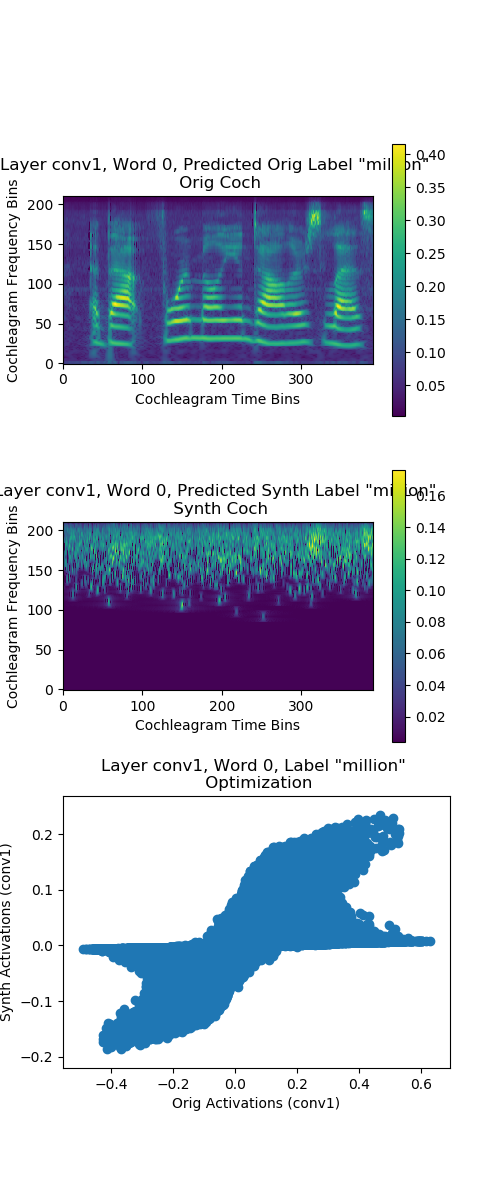 Layer conv1, Word 0, Predicted Orig Label "million"
Orig Coch
Cochleagram Frequency Bins
200
150
100
50
0
0 100 200 300
Cochleagram Time Bins
0.40
0.35
0.30
0.25
0.20
0.15
0.10
0.05
Layer conv1, Word 0, Predicted Synth Label "million"
Synth Coch
Cochleagram Frequency Bins
200
150
100
50
0
0 100 200 300
Cochleagram Time Bins
0.16
0.14
0.12
0.10
0.08
0.06
0.04
0.02
Layer conv1, Word 0, Label "million"
Optimization
Synth Activations (conv1)
0.2
0.1
0.0
−0.1
−0.2
−0.4 −0.2 0.0 0.2 0.4 0.6
Orig Activations (conv1)